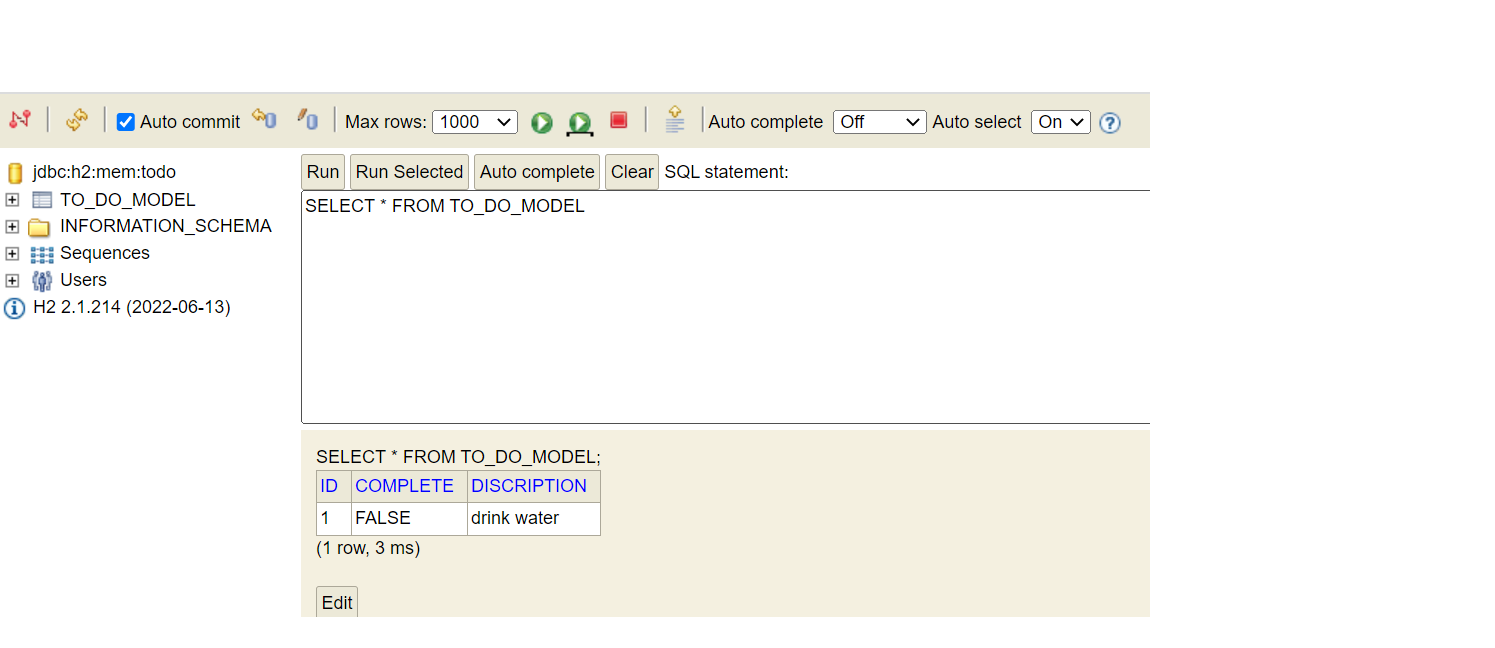 Auto commit Max rows: 1000 Auto complete Off Auto select On
jdbc:h2:mem:todo
TO_DO_MODEL
INFORMATION_SCHEMA
Sequences
Users
H2 2.1.214 (2022-06-13)
Run Run Selected Auto complete Clear SQL statement:
SELECT * FROM TO_DO_MODEL
SELECT * FROM TO_DO_MODEL;
ID COMPLETE DISCRIPTION
1 FALSE drink water
(1 row, 3 ms)
Edit